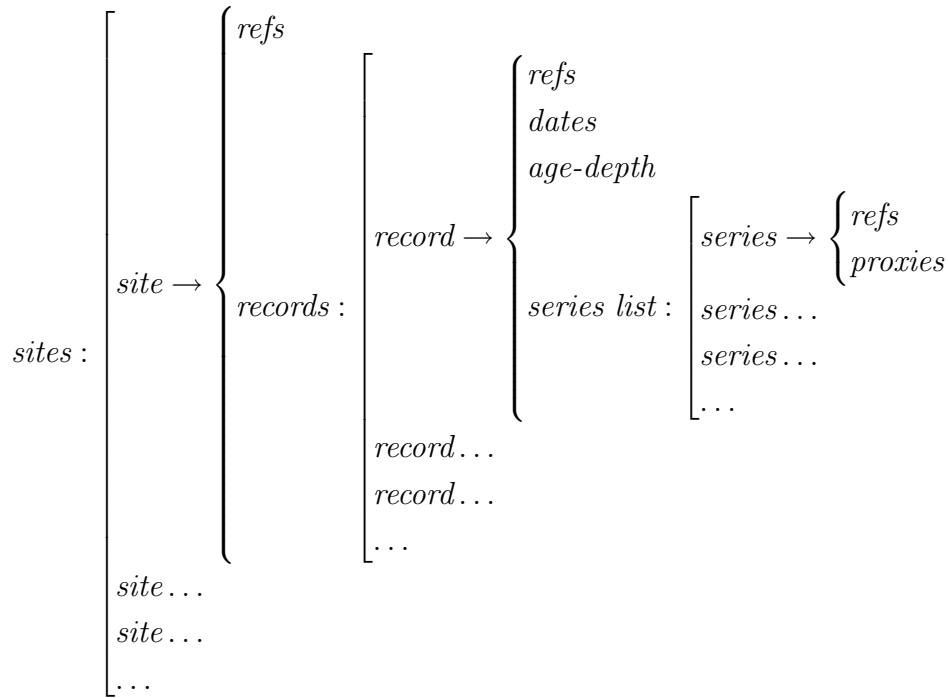 refs
refs
dates
age-depth
record →
series →
refs
proxies
site →
records :
series list :
series . . .
sites :
series . . .
. . .
record . . .
record . . .
. . .
site . . .
site . . .
. . .